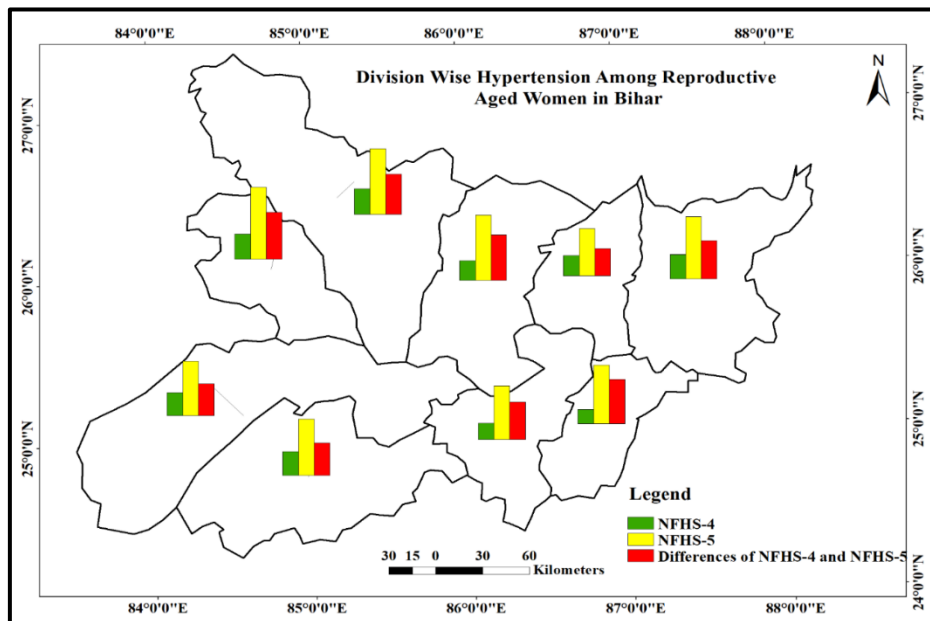 84°0'0"E 85°0'0"E 86°0'0"E 87°0'0"E 88°0'0"E
Division Wise Hypertension Among Reproductive
Aged Women in Bihar
N
27°0'0"N
27°0'0"N
26°0'0"N
26°0'0"N
25°0'0"N
25°0'0"N
24°0'0"N
Legend
NFHS-4
NFHS-5
Differences of NFHS-4 and NFHS-5
30 15 0 30 60
Kilometers
84°0'0"E 85°0'0"E 86°0'0"E 87°0'0"E 88°0'0"E